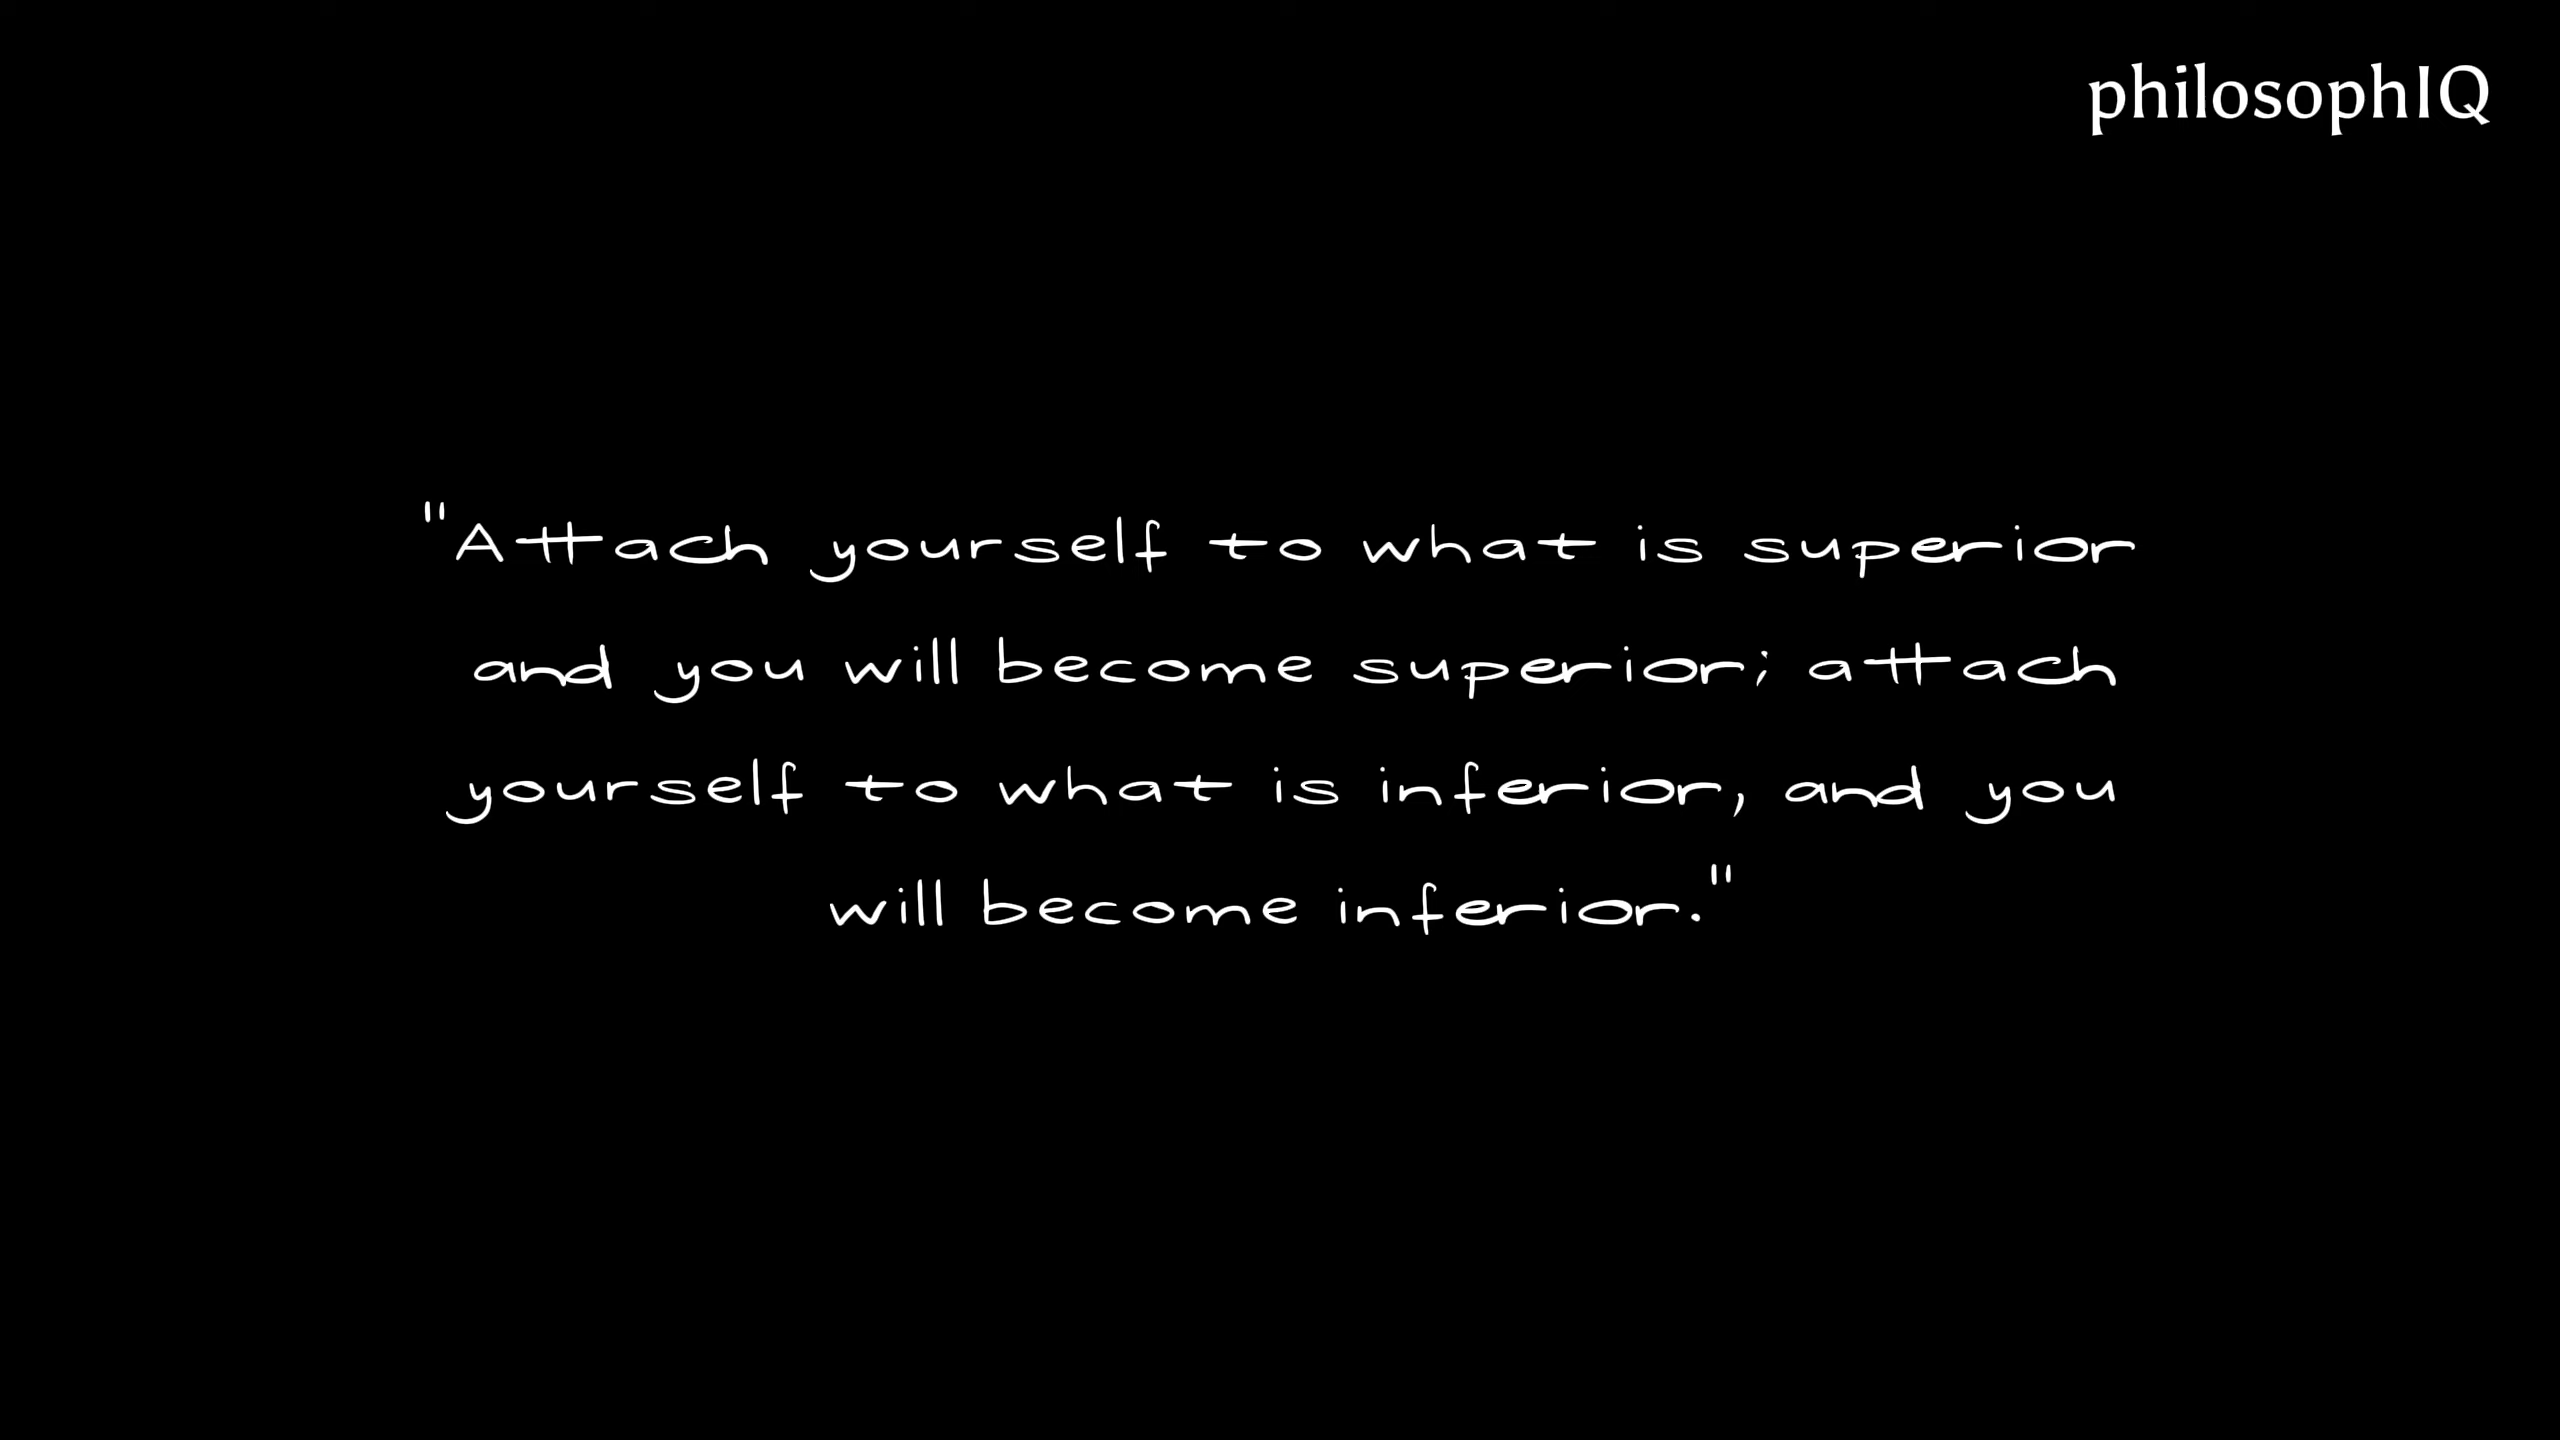 philosophIQ
"Attach yourself to what is superior
and you will become superior; attach
yourself to what is inferior, and you
will become inferior."